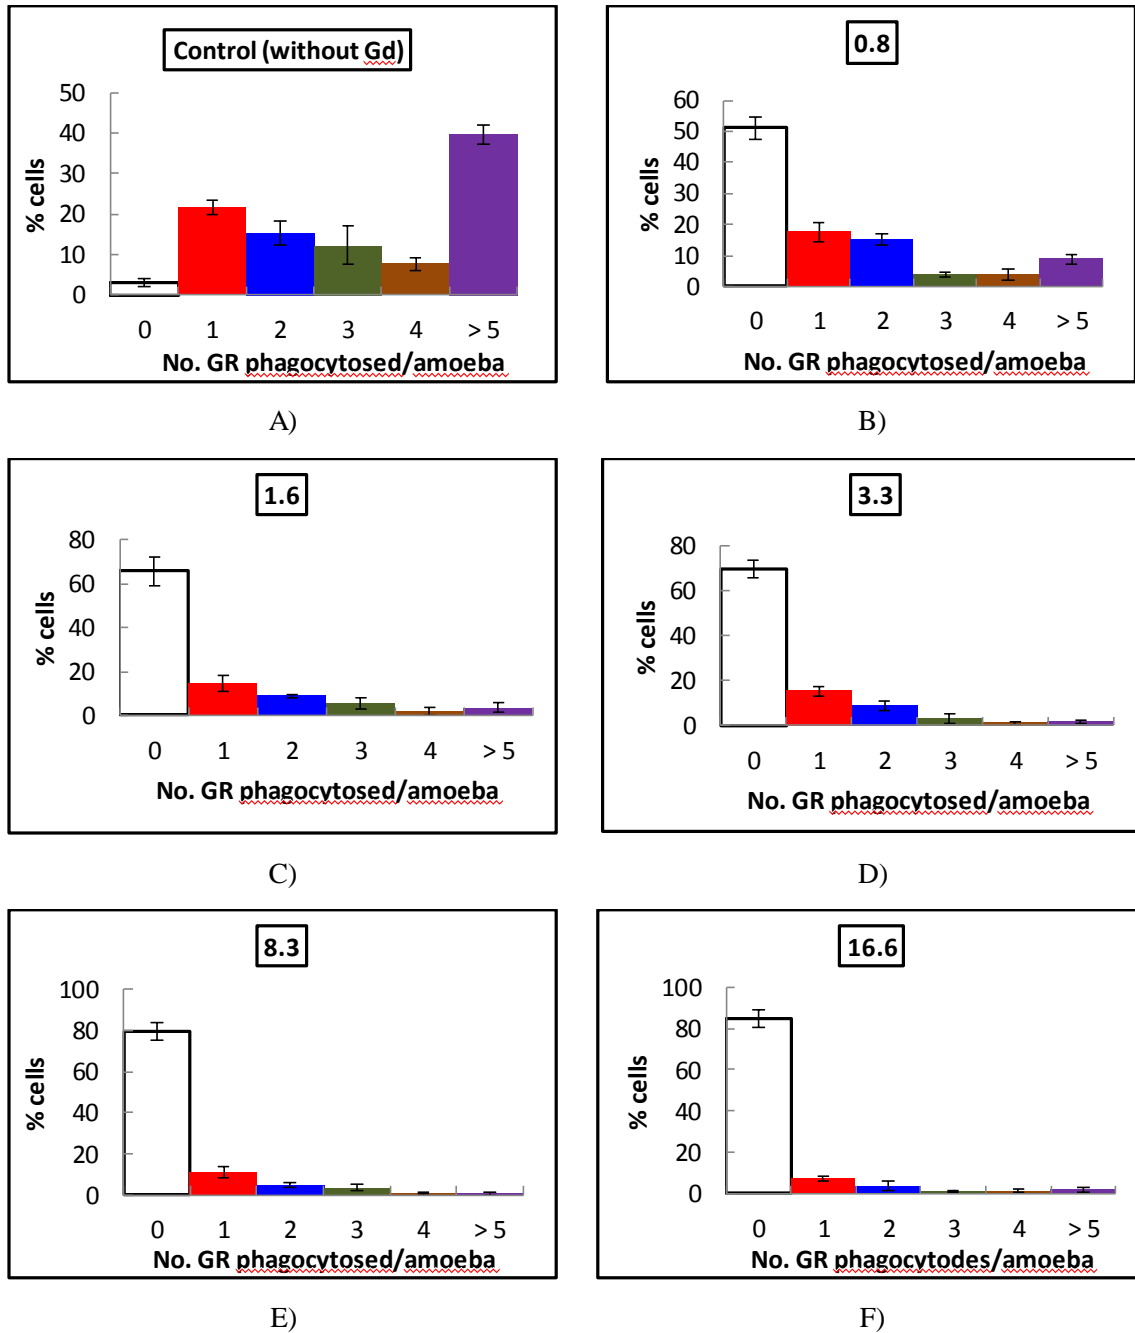 Control (without Gd)
50
40
30
20
10
0
% cells
0 1 2 3 4 > 5
No. GR phagocytosed/amoeba
A)
0.8
60
50
40
30
20
10
0
% cells
0 1 2 3 4 > 5
No. GR phagocytosed/amoeba
B)
1.6
80
60
40
20
0
% cells
0 1 2 3 4 > 5
No. GR phagocytosed/amoeba
C)
3.3
80
60
40
20
0
% cells
0 1 2 3 4 > 5
No. GR phagocytosed/amoeba
D)
8.3
100
80
60
40
20
0
% cells
0 1 2 3 4 > 5
No. GR phagocytosed/amoeba
E)
16.6
100
80
60
40
20
0
% cells
0 1 2 3 4 > 5
No. GR phagocytodes/amoeba
F)